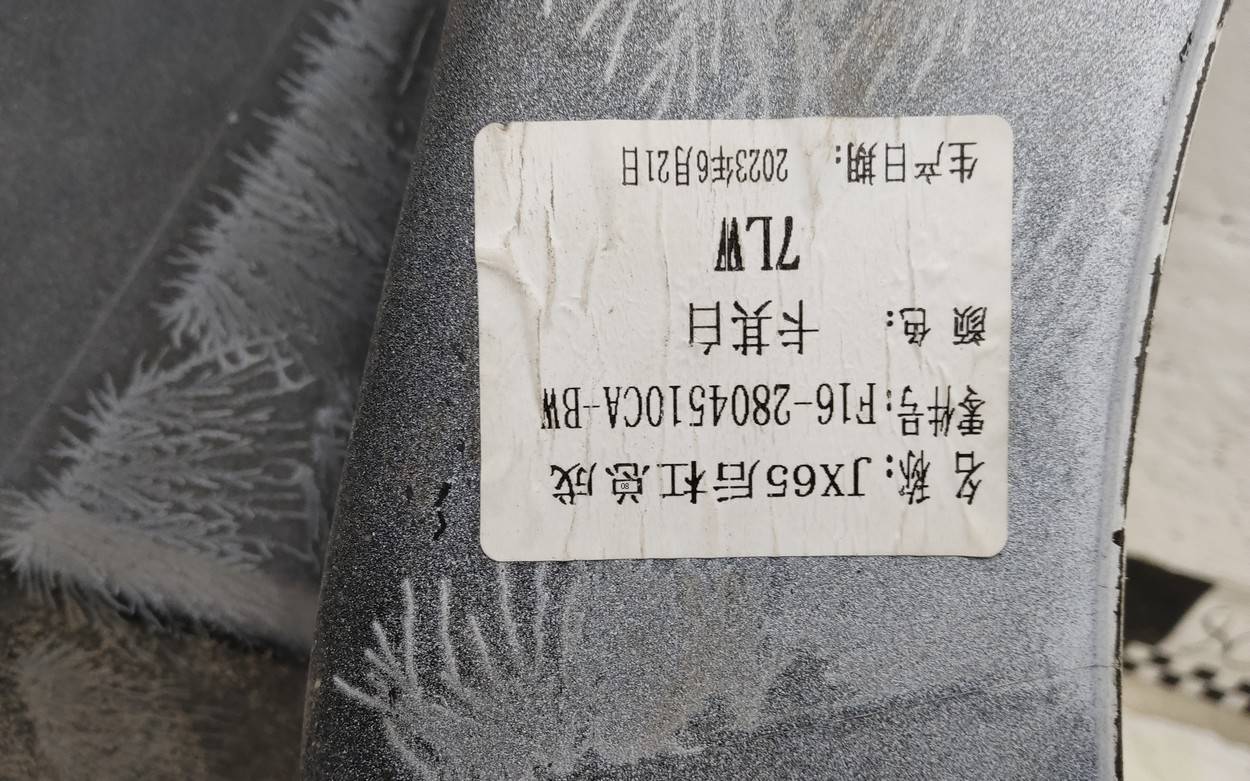 名称：JX65后杠总成
零件号：F16-2804510CA-BW
颜色：卡其白
7LW
生产日期：2023年6月21日